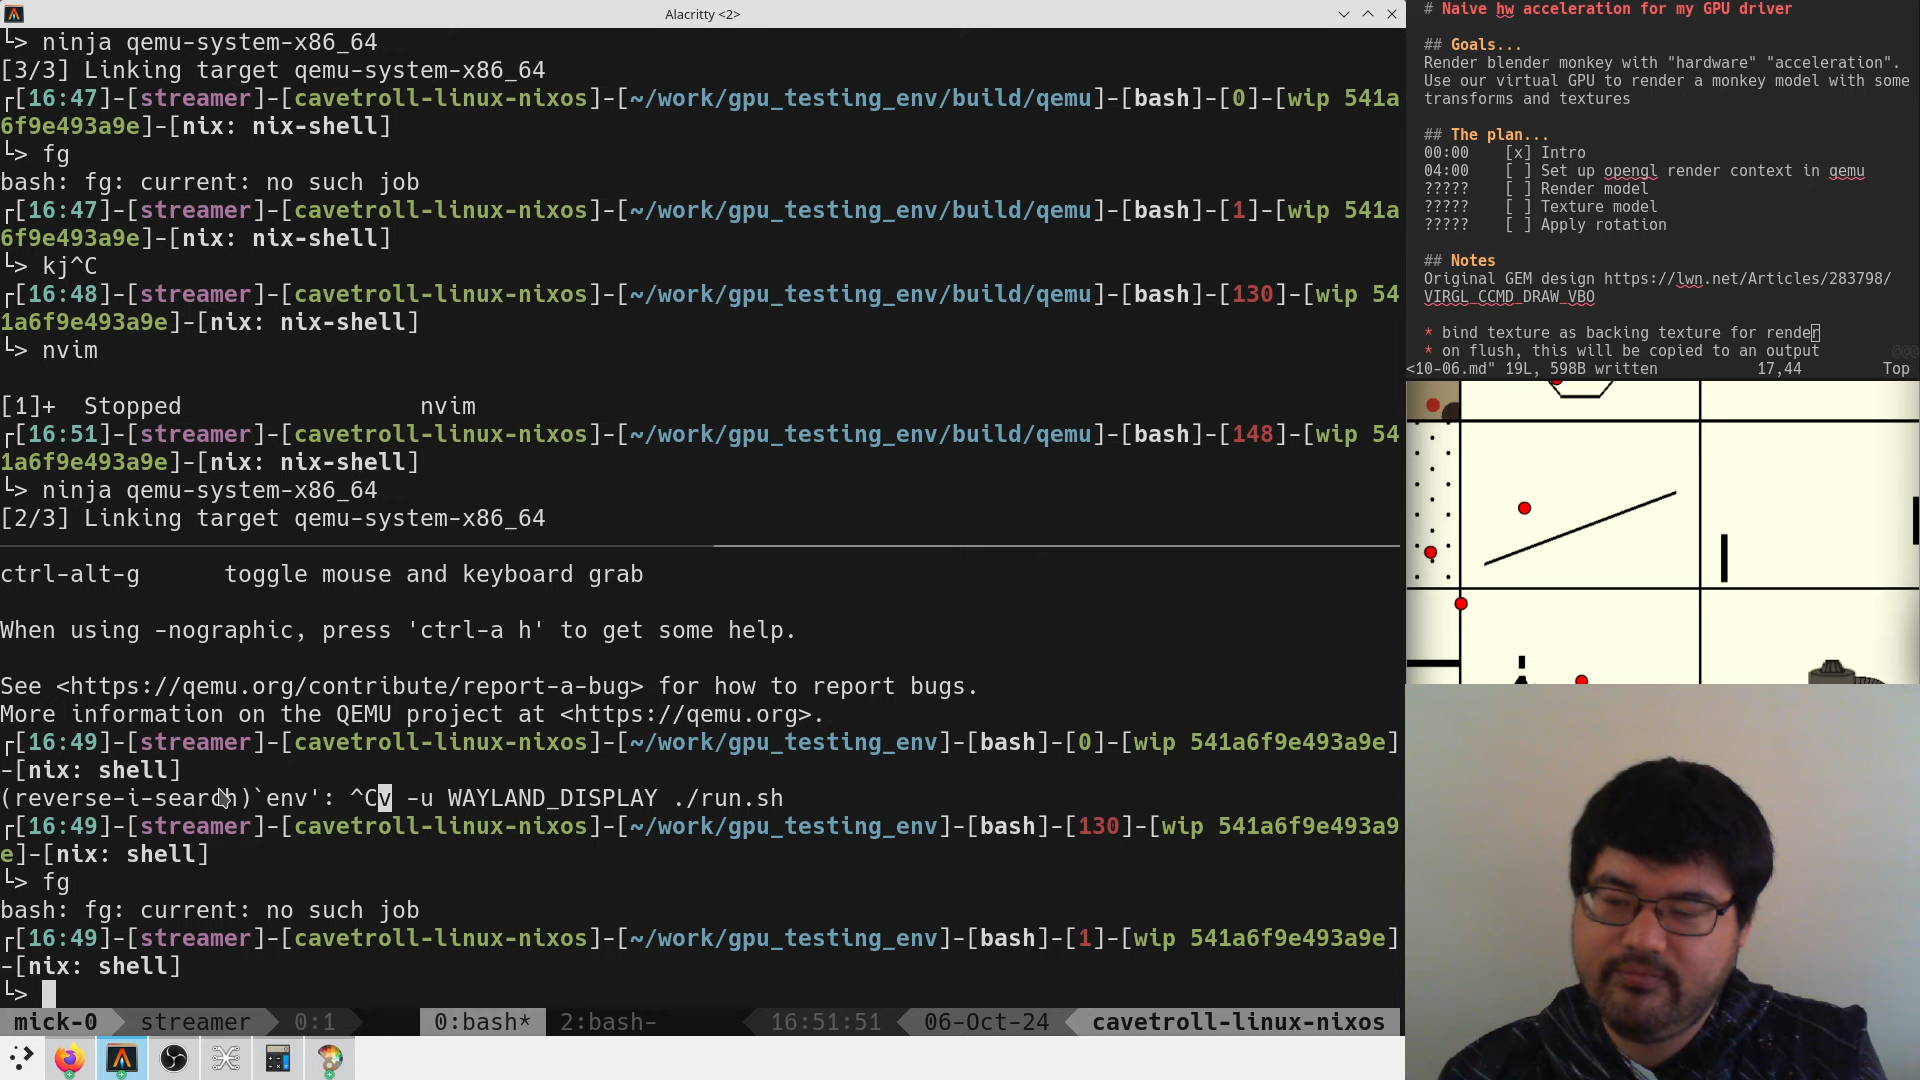 Alacritty <2>
└> ninja qemu-system-x86_64
[3/3] Linking target qemu-system-x86_64
┌[16:47]-[streamer]-[cavetroll-linux-nixos]-[~/work/gpu_testing_env/build/qemu]-[bash]-[0]-[wip 541a
6f9e493a9e]-[nix: nix-shell]
└> fg
bash: fg: current: no such job
┌[16:47]-[streamer]-[cavetroll-linux-nixos]-[~/work/gpu_testing_env/build/qemu]-[bash]-[1]-[wip 541a
6f9e493a9e]-[nix: nix-shell]
└> kj^C
┌[16:48]-[streamer]-[cavetroll-linux-nixos]-[~/work/gpu_testing_env/build/qemu]-[bash]-[130]-[wip 54
1a6f9e493a9e]-[nix: nix-shell]
└> nvim
[1]+  Stopped                 nvim
┌[16:51]-[streamer]-[cavetroll-linux-nixos]-[~/work/gpu_testing_env/build/qemu]-[bash]-[148]-[wip 54
1a6f9e493a9e]-[nix: nix-shell]
└> ninja qemu-system-x86_64
[2/3] Linking target qemu-system-x86_64
ctrl-alt-g      toggle mouse and keyboard grab
When using -nographic, press 'ctrl-a h' to get some help.
See <https://qemu.org/contribute/report-a-bug> for how to report bugs.
More information on the QEMU project at <https://qemu.org>.
┌[16:49]-[streamer]-[cavetroll-linux-nixos]-[~/work/gpu_testing_env]-[bash]-[0]-[wip 541a6f9e493a9e]
-[nix: shell]
(reverse-i-search)`env': ^Cv -u WAYLAND_DISPLAY ./run.sh
┌[16:49]-[streamer]-[cavetroll-linux-nixos]-[~/work/gpu_testing_env]-[bash]-[130]-[wip 541a6f9e493a9
e]-[nix: shell]
└> fg
bash: fg: current: no such job
┌[16:49]-[streamer]-[cavetroll-linux-nixos]-[~/work/gpu_testing_env]-[bash]-[1]-[wip 541a6f9e493a9e]
-[nix: shell]
└>
mick-0 streamer 0:1 0:bash* 2:bash- 16:51:51 06-Oct-24 cavetroll-linux-nixos
# Naive hw acceleration for my GPU driver
## Goals...
Render blender monkey with "hardware" "acceleration".
Use our virtual GPU to render a monkey model with some
transforms and textures
## The plan...
00:00    [x] Intro
04:00    [ ] Set up opengl render context in qemu
?????    [ ] Render model
?????    [ ] Texture model
?????    [ ] Apply rotation
## Notes
Original GEM design https://lwn.net/Articles/283798/
VIRGL_CCMD_DRAW_VBO
* bind texture as backing texture for render
* on flush, this will be copied to an output
@@@
<10-06.md" 19L, 598B written    17,44    Top